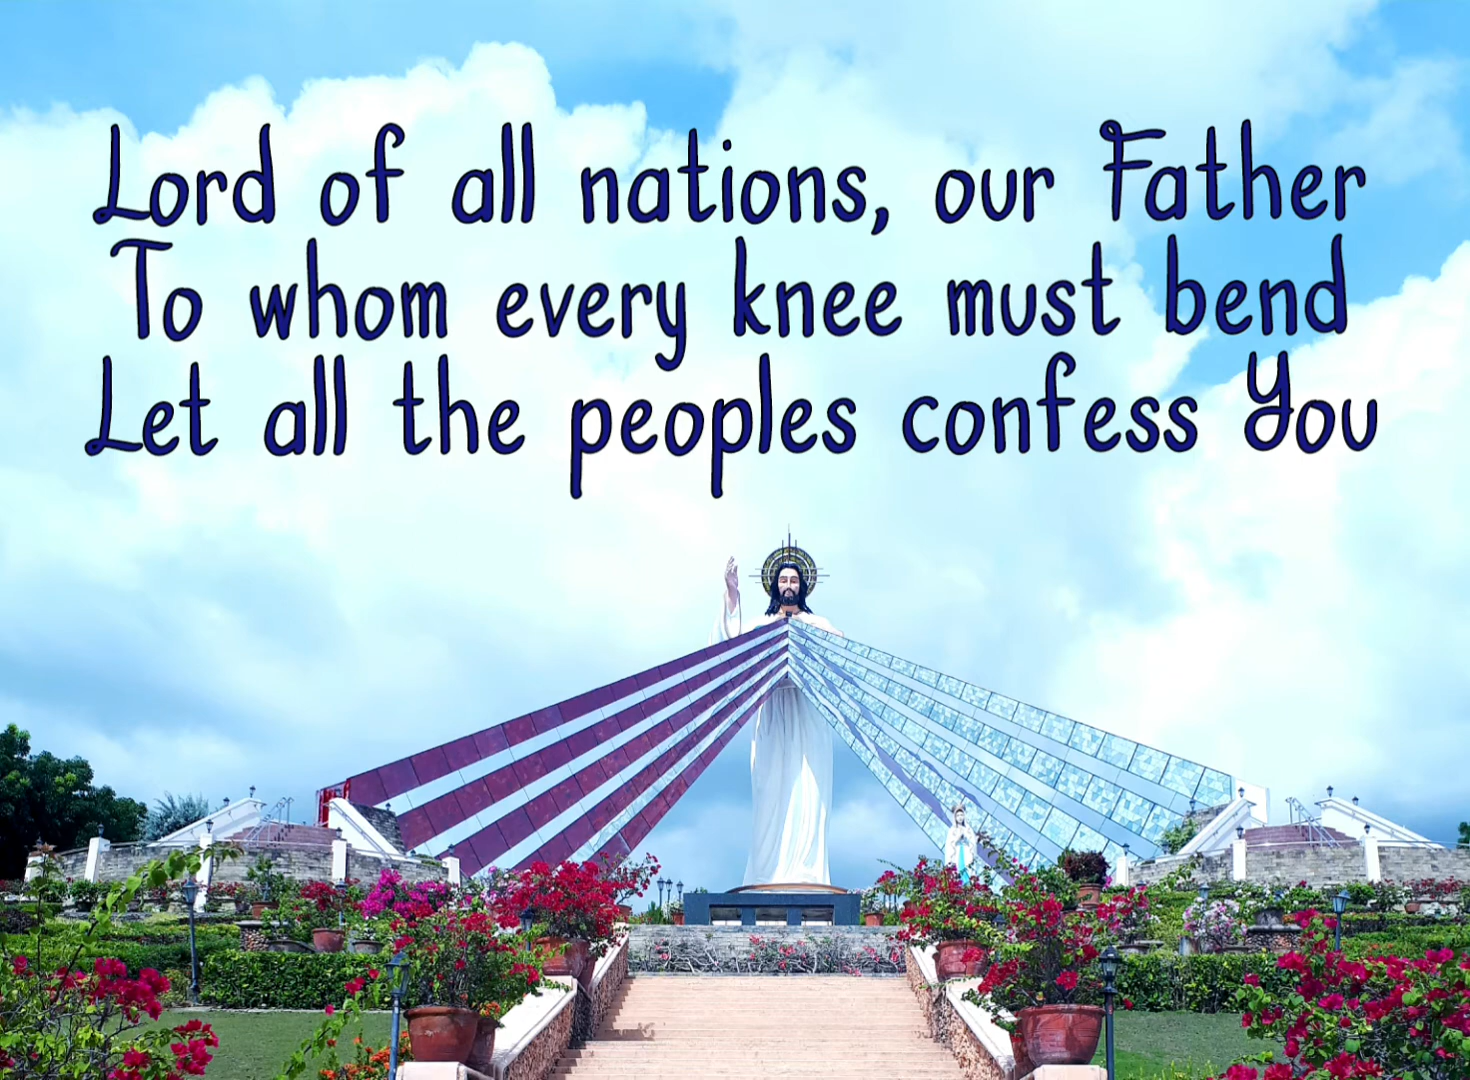 Lord of all nations, our Father
To whom every knee must bend
Let all the peoples confess You